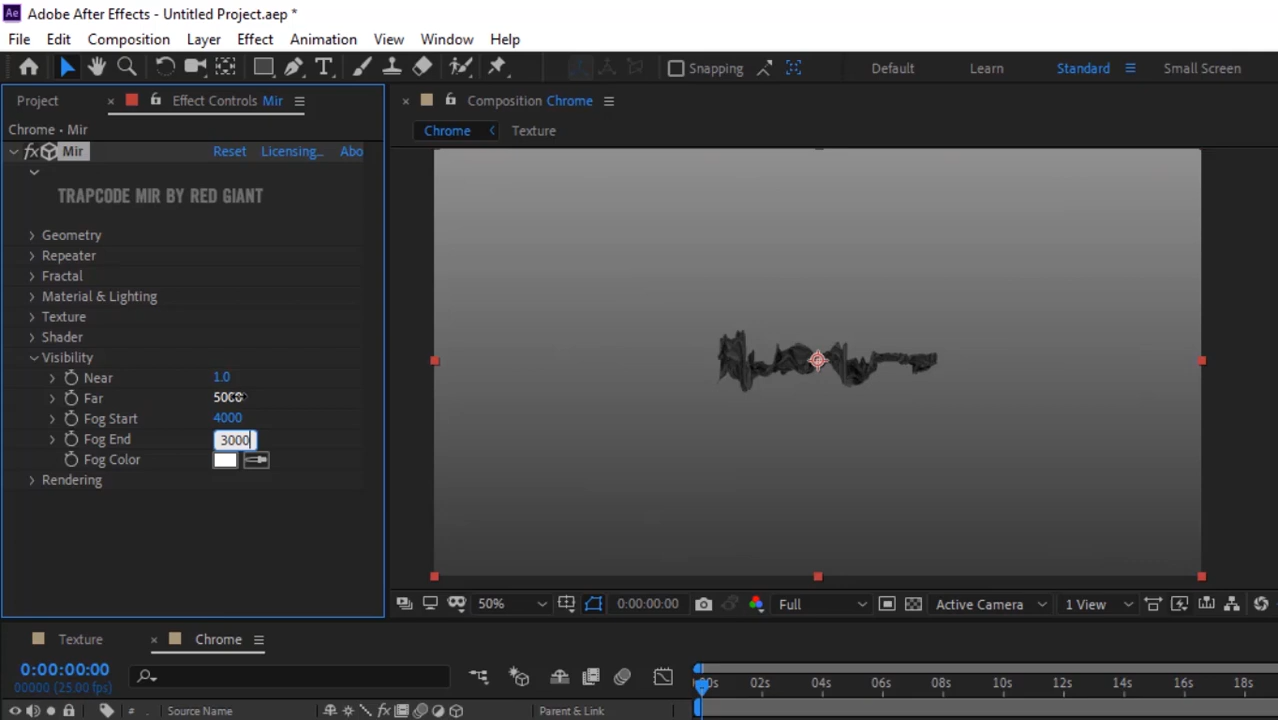 Adobe After Effects - Untitled Project.aep *
File Edit Composition Layer Effect Animation View Window Help
Snapping Default Learn Standard Small Screen
Project Effect Controls Mir Composition Chrome
Chrome • Mir
Chrome Texture
fx Mir Reset Licensing... Abo
TRAPCODE MIR BY RED GIANT
Geometry
Repeater
Fractal
Material & Lighting
Texture
Shader
Visibility
Near 1.0
Far 5000
Fog Start 4000
Fog End 3000
Fog Color
Rendering
50% 0:00:00:00 Full Active Camera 1 View
Texture Chrome
0:00:00:00
00000 (25.00 fps)
00s 02s 04s 06s 08s 10s 12s 14s 16s 18s
# Source Name fx Parent & Link